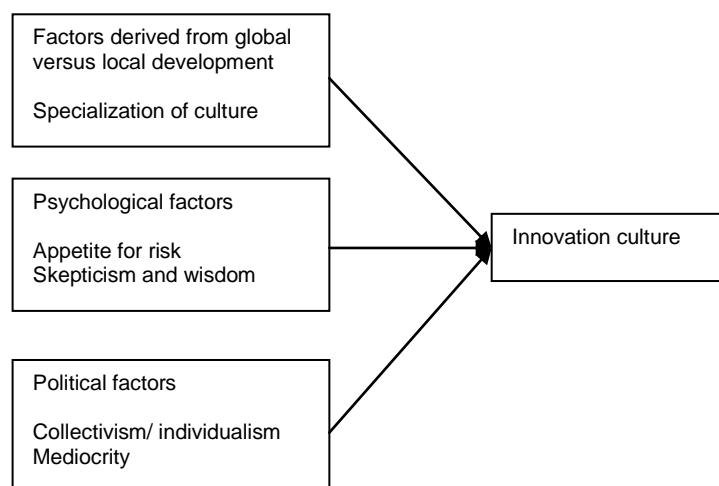 Factors derived from global
versus local development
Specialization of culture
Psychological factors
Appetite for risk
Skepticism and wisdom
Political factors
Collectivism/ individualism
Mediocrity
Innovation culture